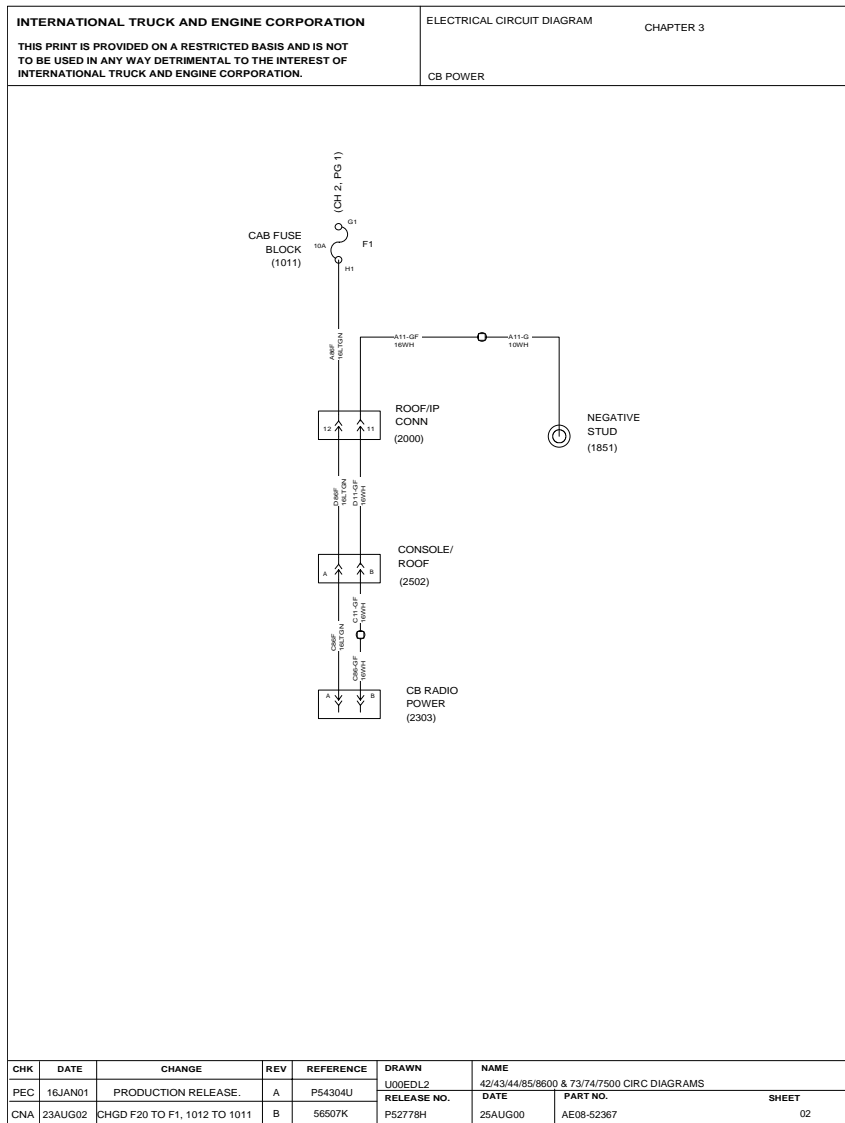 INTERNATIONAL TRUCK AND ENGINE CORPORATION
THIS PRINT IS PROVIDED ON A RESTRICTED BASIS AND IS NOT
TO BE USED IN ANY WAY DETRIMENTAL TO THE INTEREST OF
INTERNATIONAL TRUCK AND ENGINE CORPORATION.
ELECTRICAL CIRCUIT DIAGRAM
CHAPTER 3
CB POWER
(CH 2, PG 1)
G1
CAB FUSE
BLOCK
(1011)
10A
F1
H1
A86F
16LTGN
A11-GF
16WH
A11-G
10WH
ROOF/IP
CONN
(2000)
12
11
NEGATIVE
STUD
(1851)
D86F
16LTGN
D11-GF
16WH
CONSOLE/
ROOF
(2502)
A
B
C11-GF
16WH
C86F
16LTGN
C86-GF
16WH
CB RADIO
POWER
(2303)
A
B
CHK DATE CHANGE REV REFERENCE DRAWN NAME
U00EDL2 42/43/44/85/8600 & 73/74/7500 CIRC DIAGRAMS
PEC 16JAN01 PRODUCTION RELEASE. A P54304U RELEASE NO. DATE PART NO. SHEET
CNA 23AUG02 CHGD F20 TO F1, 1012 TO 1011 B 56507K P52778H 25AUG00 AE08-52367 02